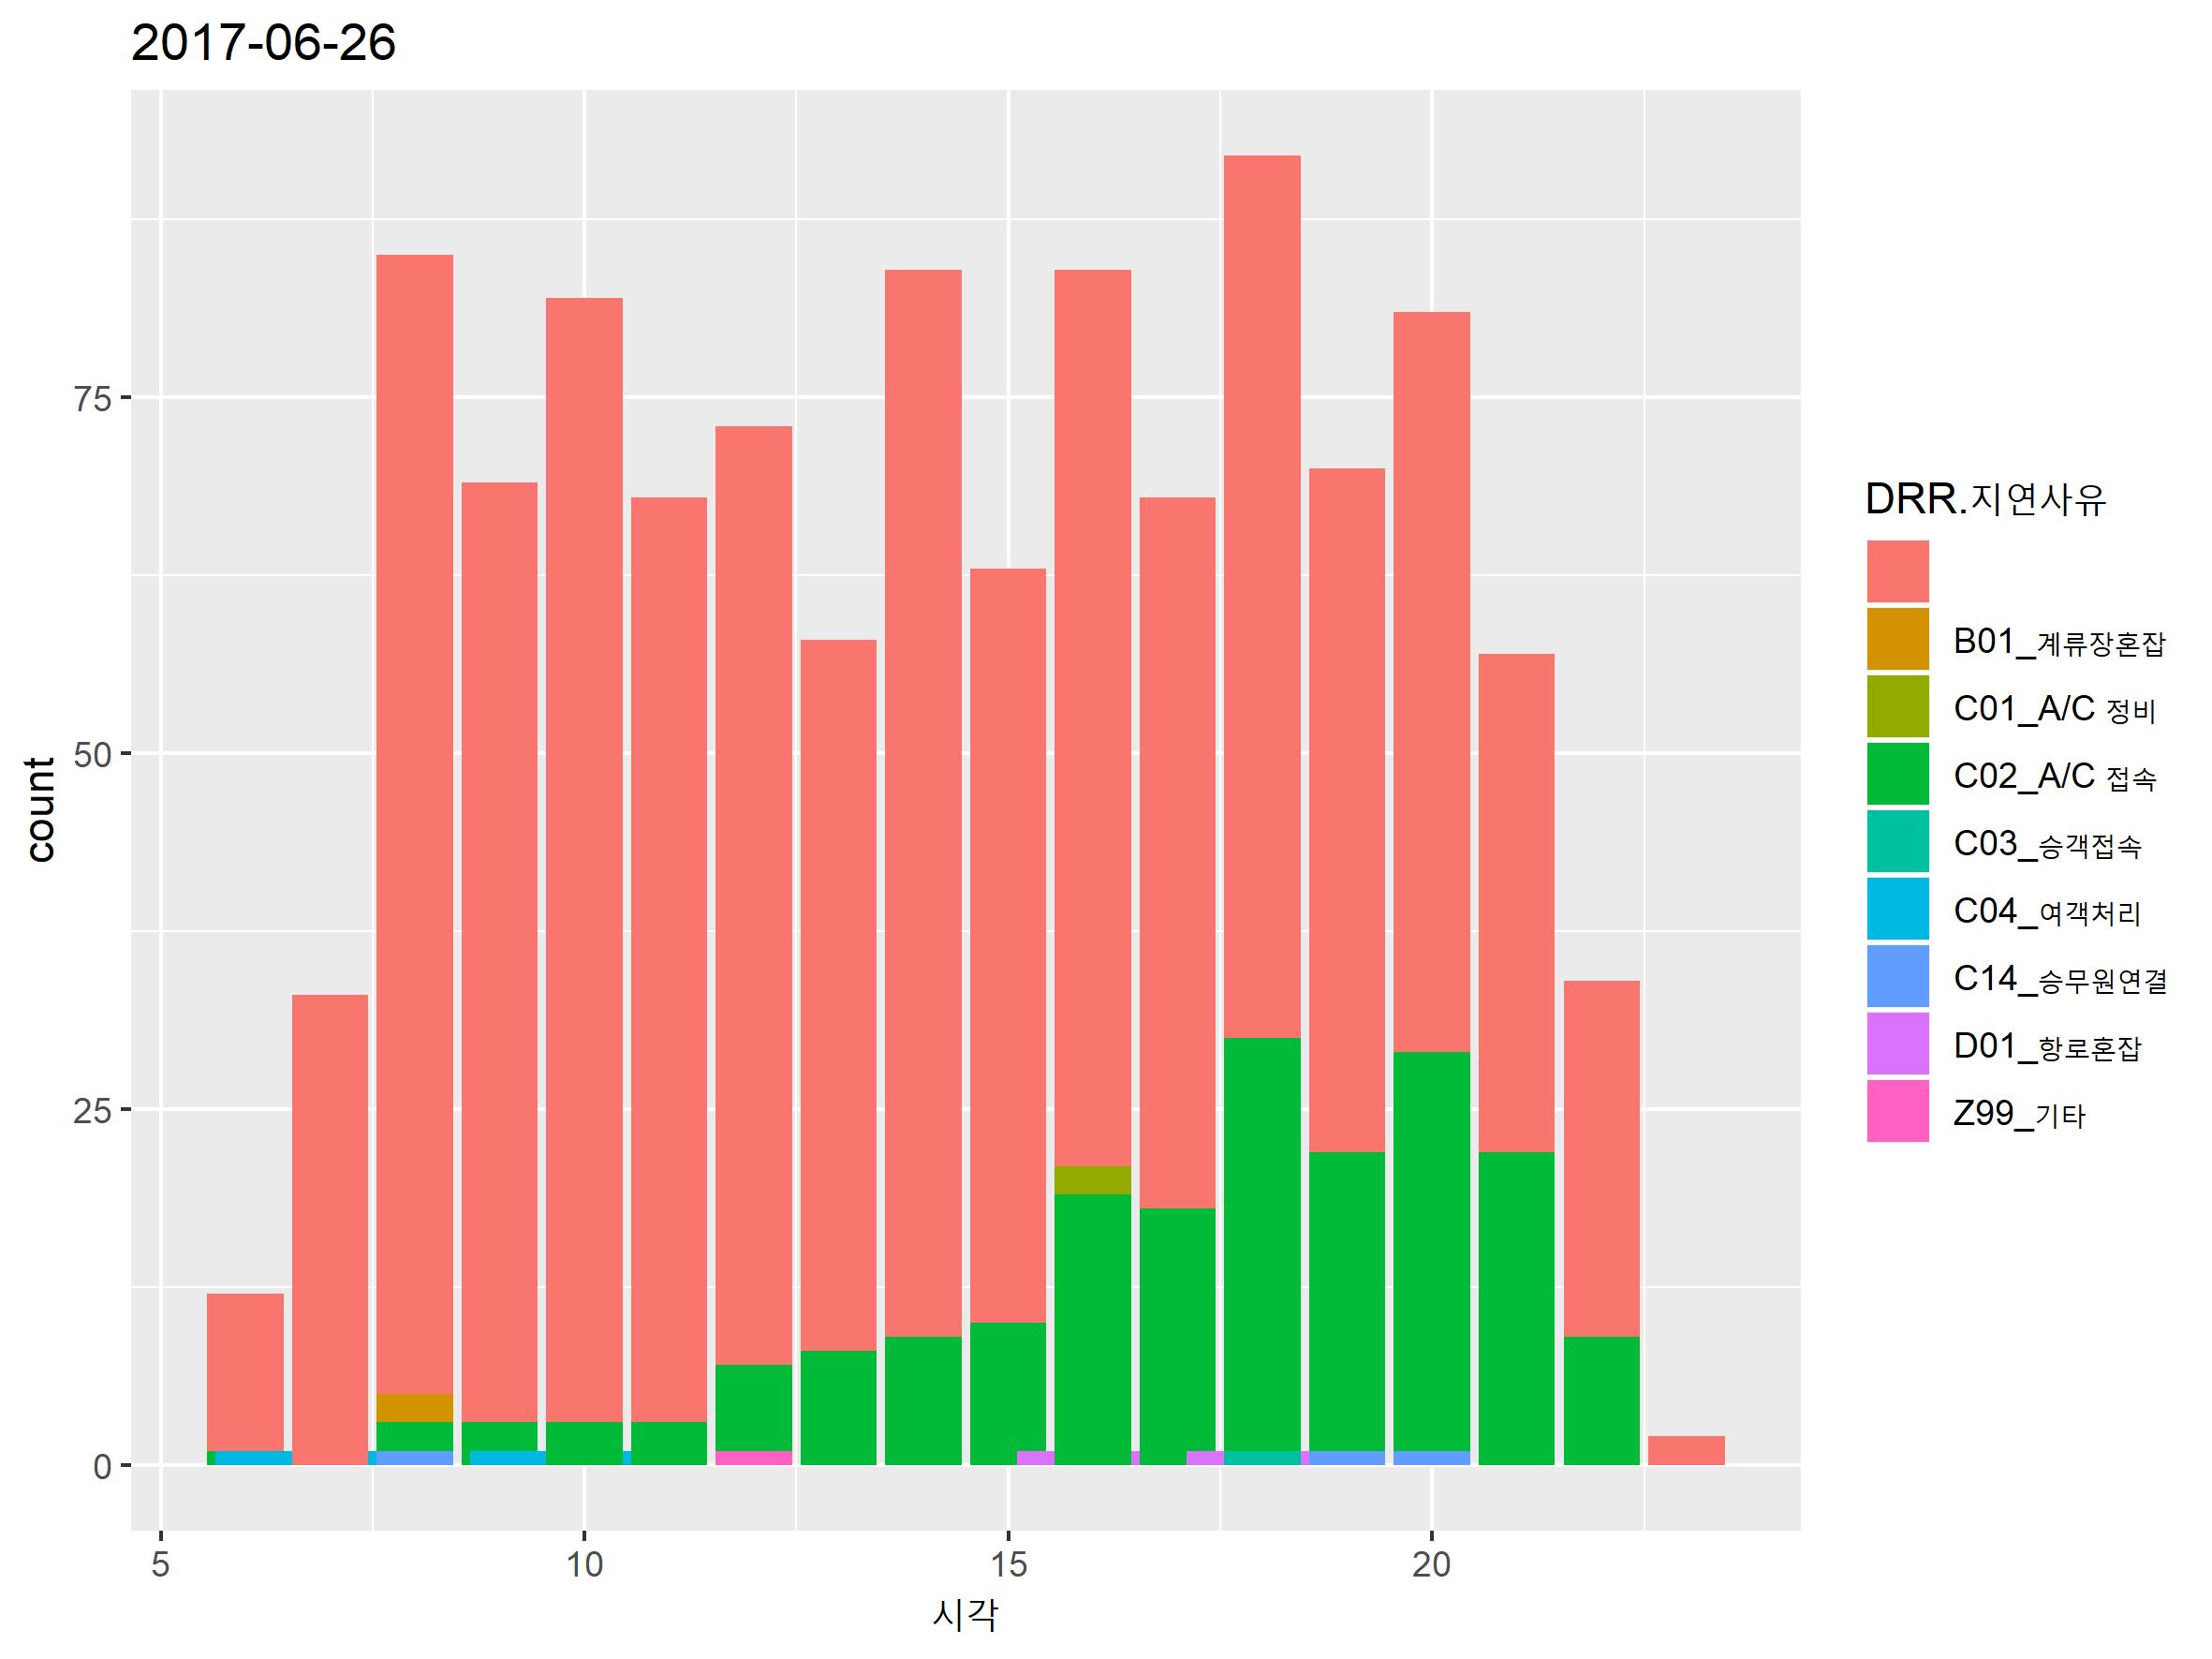 2017-06-26
75
50
25
0
count
5 10 15 20
시각
DRR.지연사유
B01_계류장혼잡
C01_A/C 정비
C02_A/C 접속
C03_승객접속
C04_여객처리
C14_승무원연결
D01_항로혼잡
Z99_기타